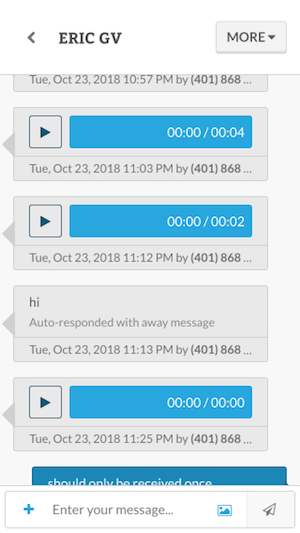 ERIC GV
MORE
Tue, Oct 23, 2018 10:57 PM by (401) 868 ...
00:00 / 00:04
Tue, Oct 23, 2018 11:03 PM by (401) 868 ...
00:00 / 00:02
Tue, Oct 23, 2018 11:12 PM by (401) 868 ...
hi
Auto-responded with away message
Tue, Oct 23, 2018 11:13 PM by (401) 868 ...
00:00 / 00:00
Tue, Oct 23, 2018 11:25 PM by (401) 868 ...
should only be received once
Enter your message...